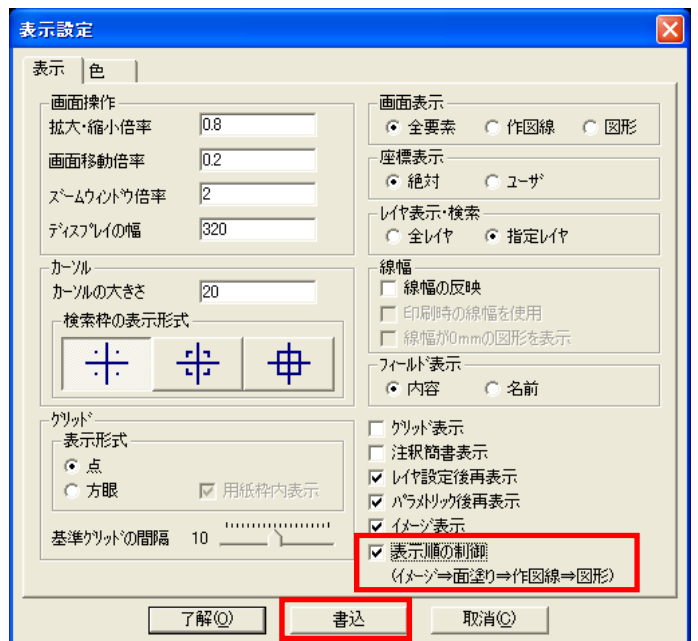 表示設定
表示
色
画面操作
拡大・縮小倍率 0.8
画面移動倍率 0.2
ズームウィンドウ倍率 2
ディスプレイの幅 320
カーソル
カーソルの大きさ 20
検索枠の表示形式
グリッド
表示形式
点
方眼
用紙枠内表示
基準グリッドの間隔 10
画面表示
全要素 作図線 図形
座標表示
絶対 ユーザ
レイヤ表示・検索
全レイヤ 指定レイヤ
線幅
線幅の反映
印刷時の線幅を使用
線幅が0mmの図形を表示
フィールド表示
内容 名前
グリッド表示
注釈簡書表示
レイヤ設定後再表示
パラメトリック後再表示
イメージ表示
表示順の制御
(イメージ⇒面塗り⇒作図線⇒図形)
了解(O) 書込 取消(C)